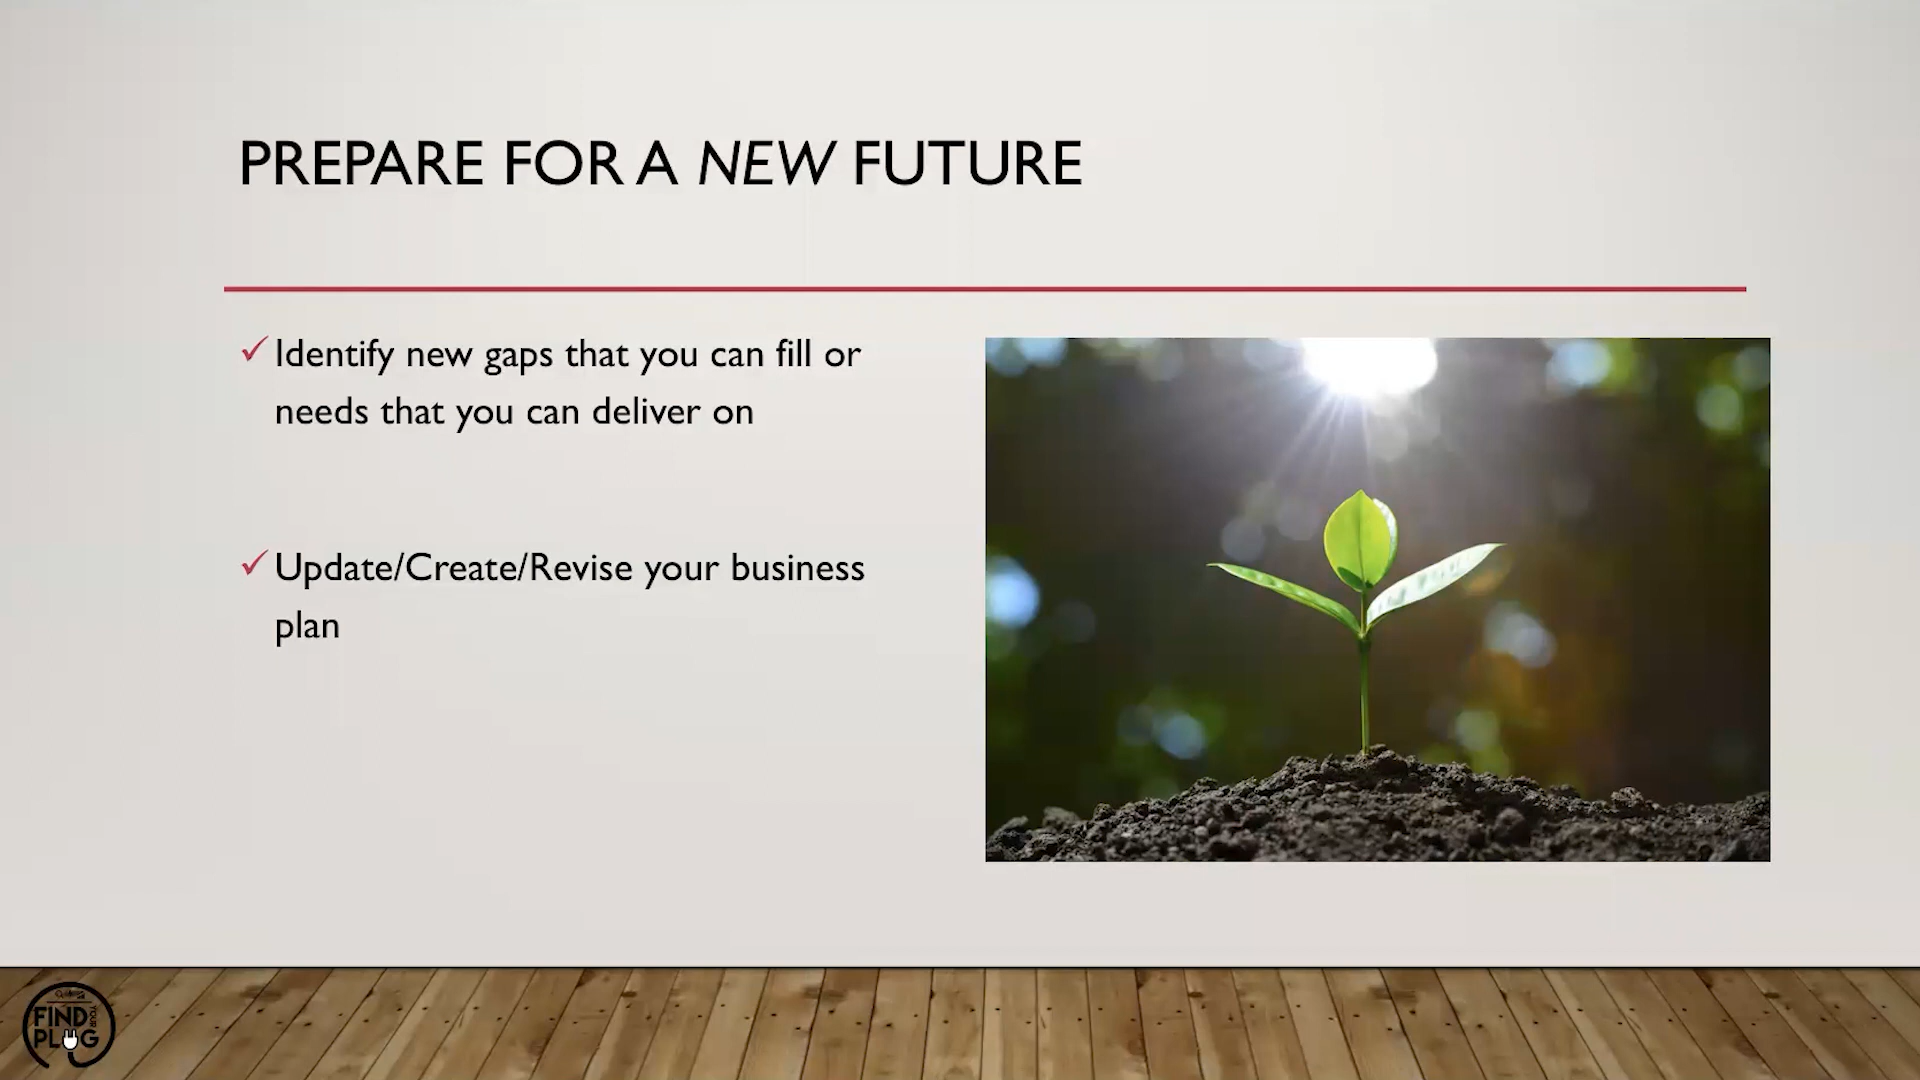 PREPARE FOR A NEW FUTURE
Identify new gaps that you can fill or
needs that you can deliver on
Update/Create/Revise your business
plan
FIND YOUR
PLUG